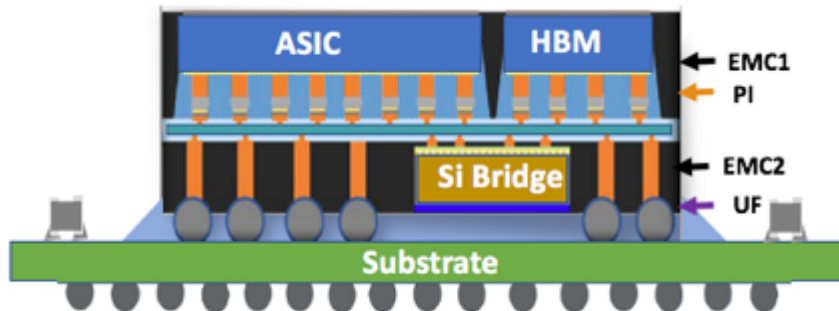 ASIC
HBM
EMC1
PI
EMC2
Si Bridge
UF
Substrate